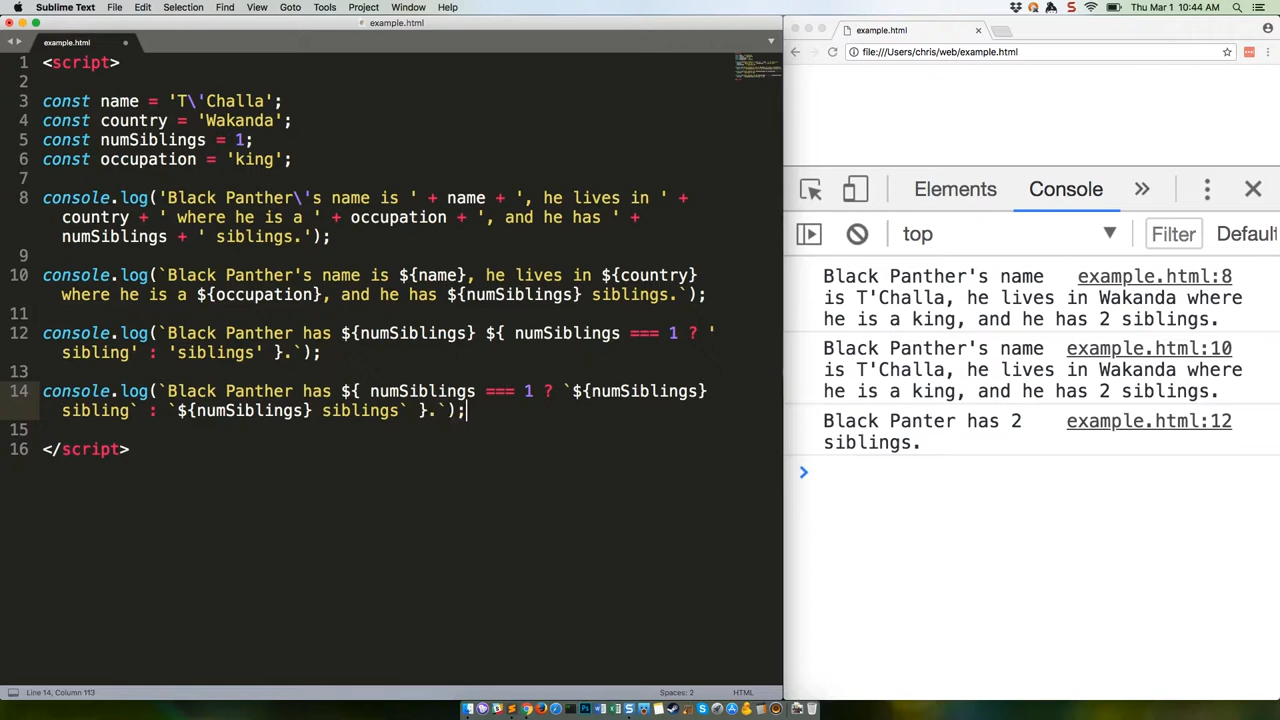 Sublime Text File Edit Selection Find View Goto Tools Project Window Help Thu Mar 1 10:44 AM
example.html
example.html
1 <script>
2
3 const name = 'T\'Challa';
4 const country = 'Wakanda';
5 const numSiblings = 1;
6 const occupation = 'king';
7
8 console.log('Black Panther\'s name is ' + name + ', he lives in ' +
country + ' where he is a ' + occupation + ', and he has ' +
numSiblings + ' siblings.');
9
10 console.log(`Black Panther's name is ${name}, he lives in ${country}
where he is a ${occupation}, and he has ${numSiblings} siblings.`);
11
12 console.log(`Black Panther has ${numSiblings} ${ numSiblings === 1 ? '
sibling' : 'siblings' }.`);
13
14 console.log(`Black Panther has ${ numSiblings === 1 ? `${numSiblings}
sibling` : `${numSiblings} siblings` }.`);
15
16 </script>
Line 14, Column 113 Spaces: 2 HTML
example.html
file:///Users/chris/web/example.html
Elements Console
top Filter Default
Black Panther's name example.html:8
is T'Challa, he lives in Wakanda where
he is a king, and he has 2 siblings.
Black Panther's name example.html:10
is T'Challa, he lives in Wakanda where
he is a king, and he has 2 siblings.
Black Panter has 2 example.html:12
siblings.